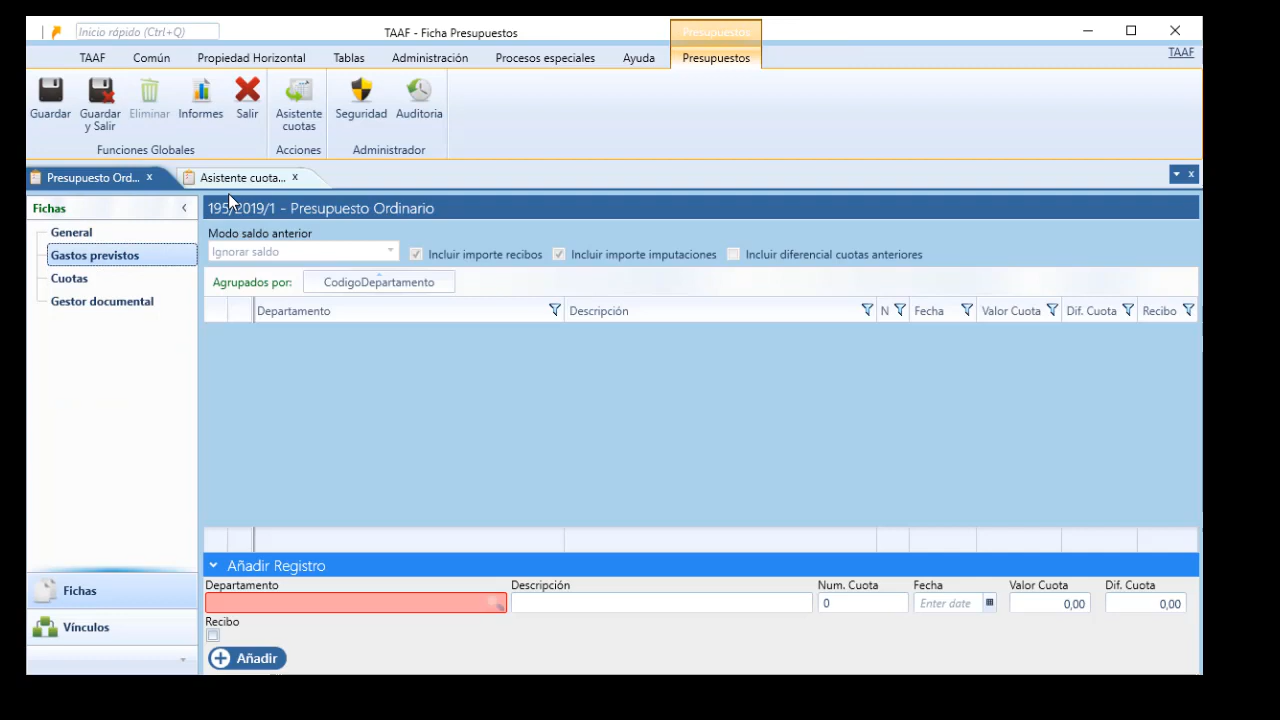 Inicio rápido (Ctrl+Q)
TAAF - Ficha Presupuestos
Presupuestos
TAAF Común Propiedad Horizontal Tablas Administración Procesos especiales Ayuda Presupuestos TAAF
Guardar Guardar y Salir Eliminar Informes Salir Asistente cuotas Seguridad Auditoria
Funciones Globales Acciones Administrador
Presupuesto Ord... x Asistente cuota... x
Fichas 195/2019/1 - Presupuesto Ordinario
General
Gastos previstos
Cuotas
Gestor documental
Modo saldo anterior
Ignorar saldo Incluir importe recibos Incluir importe imputaciones Incluir diferencial cuotas anteriores
Agrupados por: CodigoDepartamento
Departamento Descripción N Fecha Valor Cuota Dif. Cuota Recibo
Añadir Registro
Departamento Descripción Num. Cuota Fecha Valor Cuota Dif. Cuota
0 Enter date 0,00 0,00
Recibo
Añadir
Fichas
Vínculos